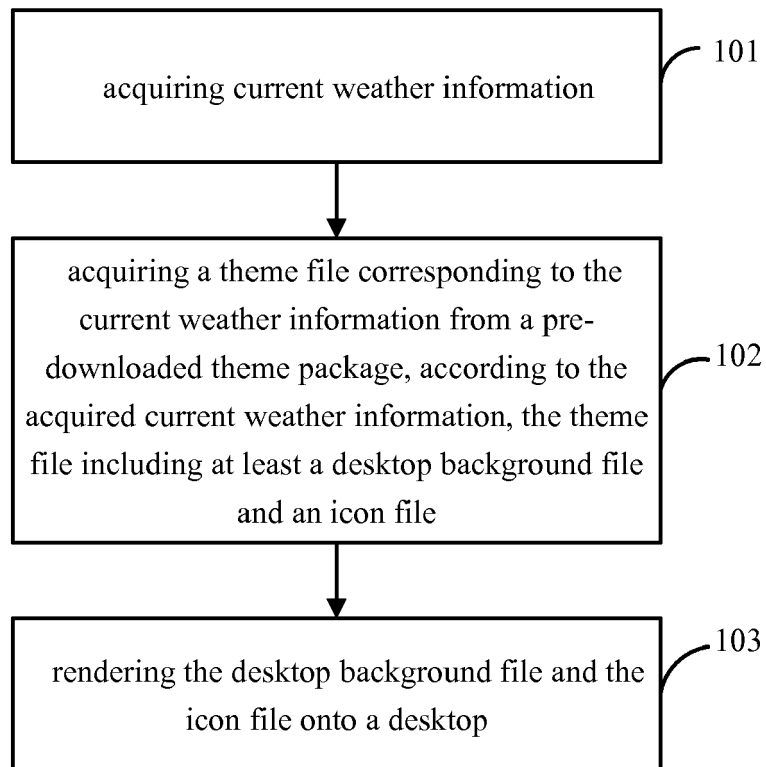 acquiring current weather information
101
acquiring a theme file corresponding to the
current weather information from a pre-
downloaded theme package, according to the
acquired current weather information, the theme
file including at least a desktop background file
and an icon file
102
rendering the desktop background file and the
icon file onto a desktop
103